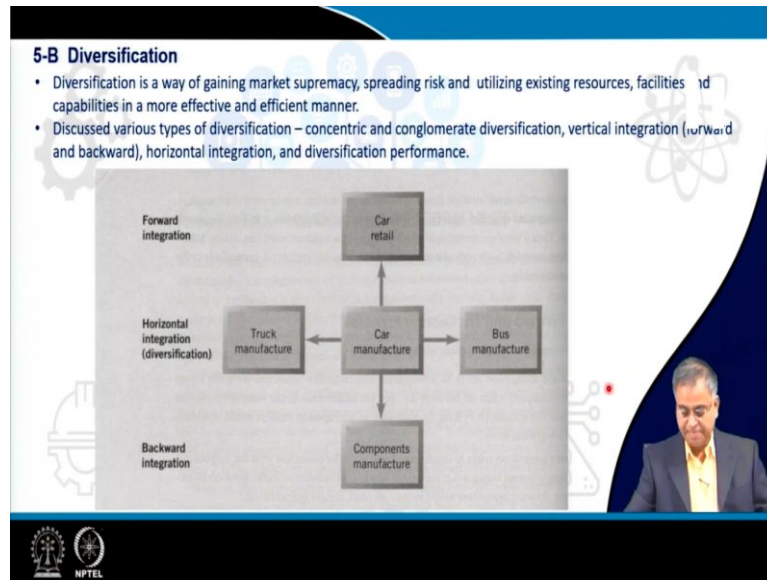 5-B Diversification
• Diversification is a way of gaining market supremacy, spreading risk and utilizing existing resources, facilities nd
capabilities in a more effective and efficient manner.
• Discussed various types of diversification – concentric and conglomerate diversification, vertical integration (forward
and backward), horizontal integration, and diversification performance.
Forward
integration
Car
retail
Horizontal
integration
(diversification)
Truck
manufacture
Car
manufacture
Bus
manufacture
Backward
integration
Components
manufacture
NPTEL